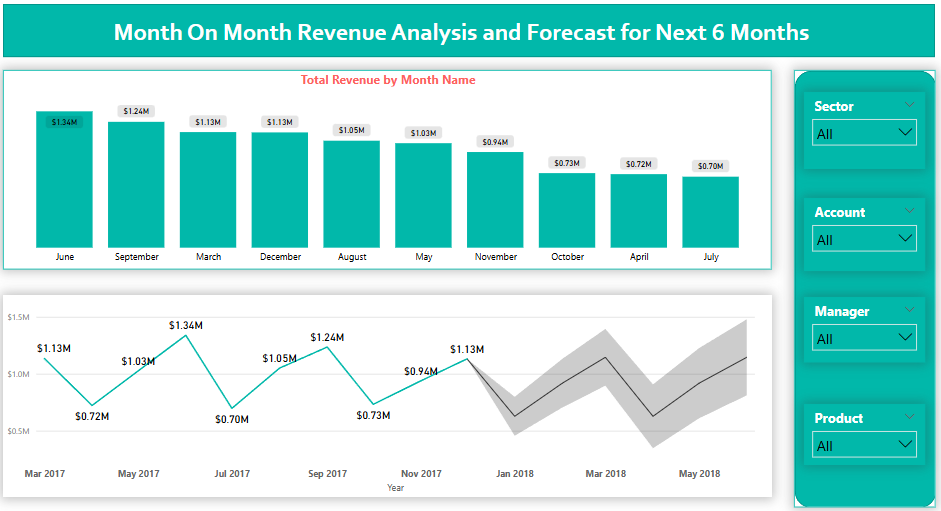 Month On Month Revenue Analysis and Forecast for Next 6 Months
Total Revenue by Month Name
$1.34M
$1.24M
$1.13M
$1.13M
$1.05M
$1.03M
$0.94M
$0.73M
$0.72M
$0.70M
June September March December August May November October April July
$1.5M
$1.0M
$0.5M
$1.13M
$0.72M
$1.03M
$1.34M
$0.70M
$1.05M
$1.24M
$0.73M
$0.94M
$1.13M
Mar 2017 May 2017 Jul 2017 Sep 2017 Nov 2017 Jan 2018 Mar 2018 May 2018
Year
Sector
All
Account
All
Manager
All
Product
All